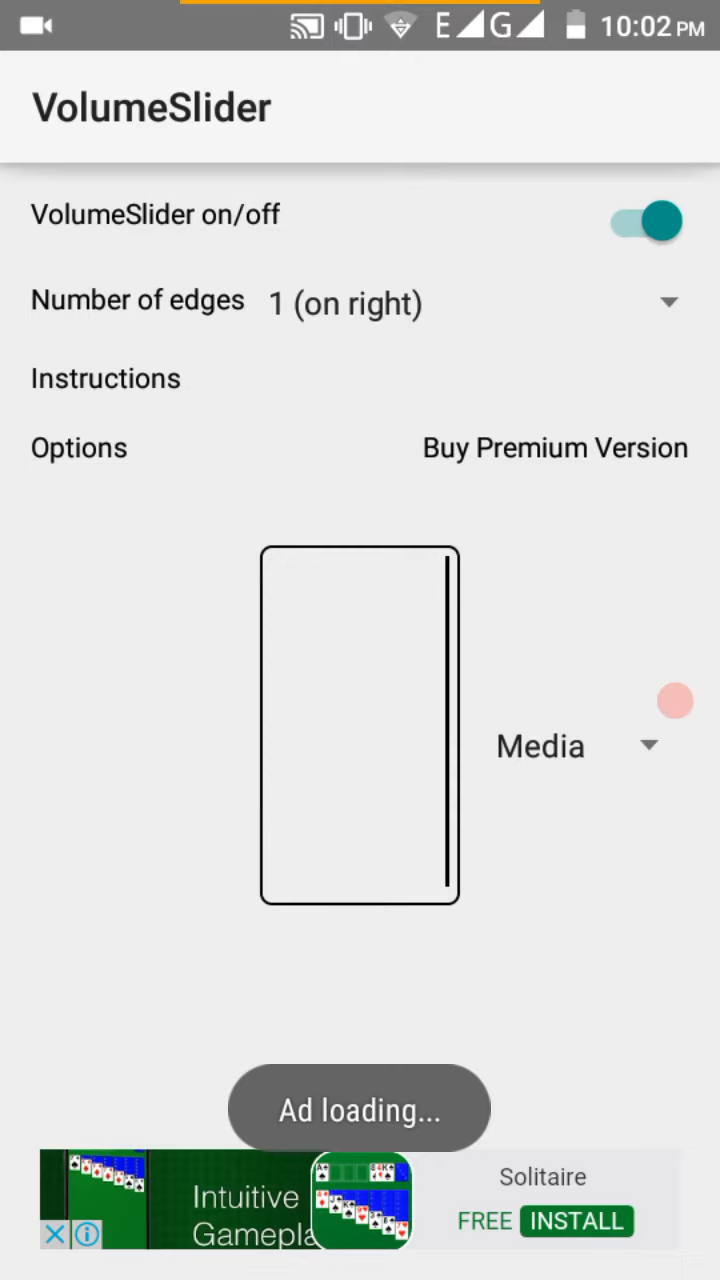 E G 10:02 PM
VolumeSlider
VolumeSlider on/off
Number of edges 1 (on right)
Instructions
Options Buy Premium Version
Media
Ad loading...
Intuitive
Gamepla
Solitaire
FREE INSTALL